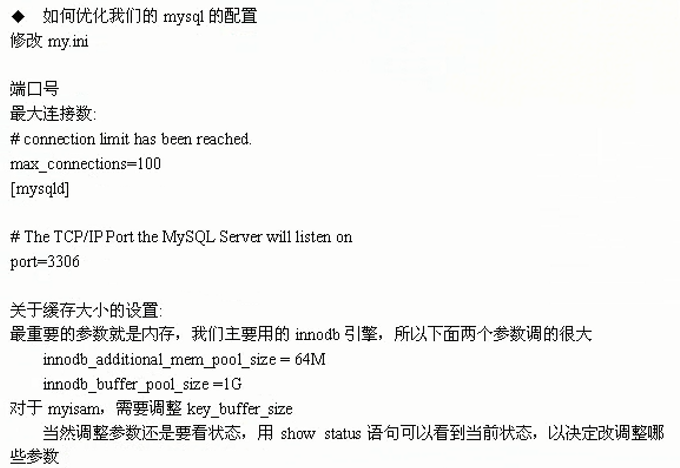 ◆ 如何优化我们的 mysql 的配置
修改 my.ini
端口号
最大连接数:
# connection limit has been reached.
max_connections=100
[mysqld]
# The TCP/IP Port the MySQL Server will listen on
port=3306
关于缓存大小的设置:
最重要的参数就是内存，我们主要用的 innodb 引擎，所以下面两个参数调的很大
innodb_additional_mem_pool_size = 64M
innodb_buffer_pool_size =1G
对于 myisam，需要调整 key_buffer_size
当然调整参数还是要看状态，用 show status 语句可以看到当前状态，以决定改调整哪
些参数